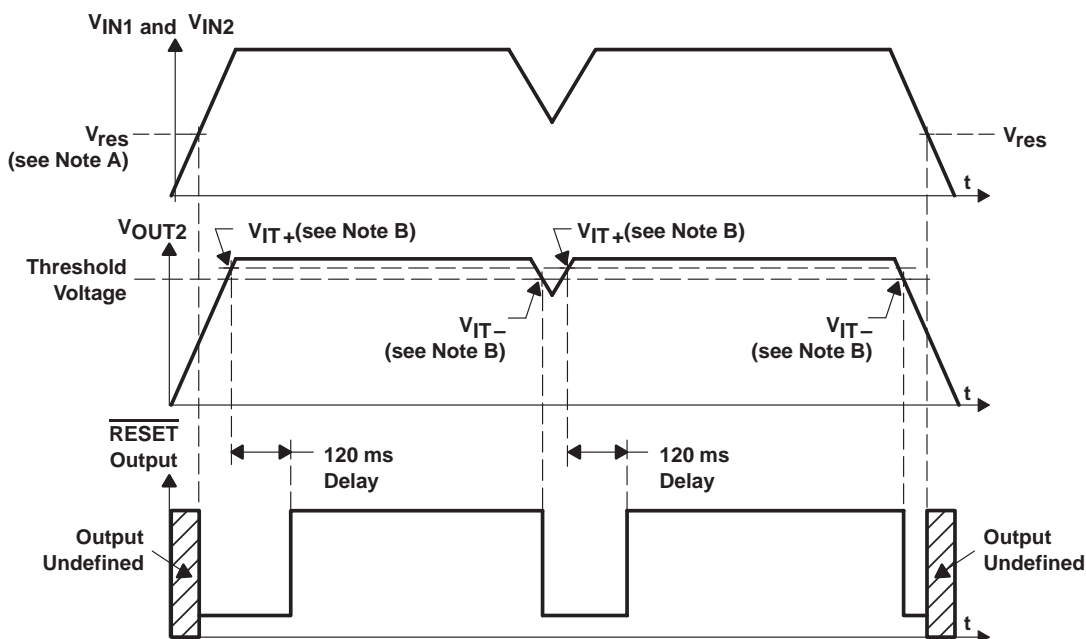 VIN1 and VIN2
Vres
(see Note A)
Vres
t
VOUT2
VIT+(see Note B)
VIT+(see Note B)
Threshold
Voltage
VIT−
(see Note B)
VIT−
(see Note B)
t
RESET
Output
120 ms
Delay
120 ms
Delay
Output
Undefined
Output
Undefined
t